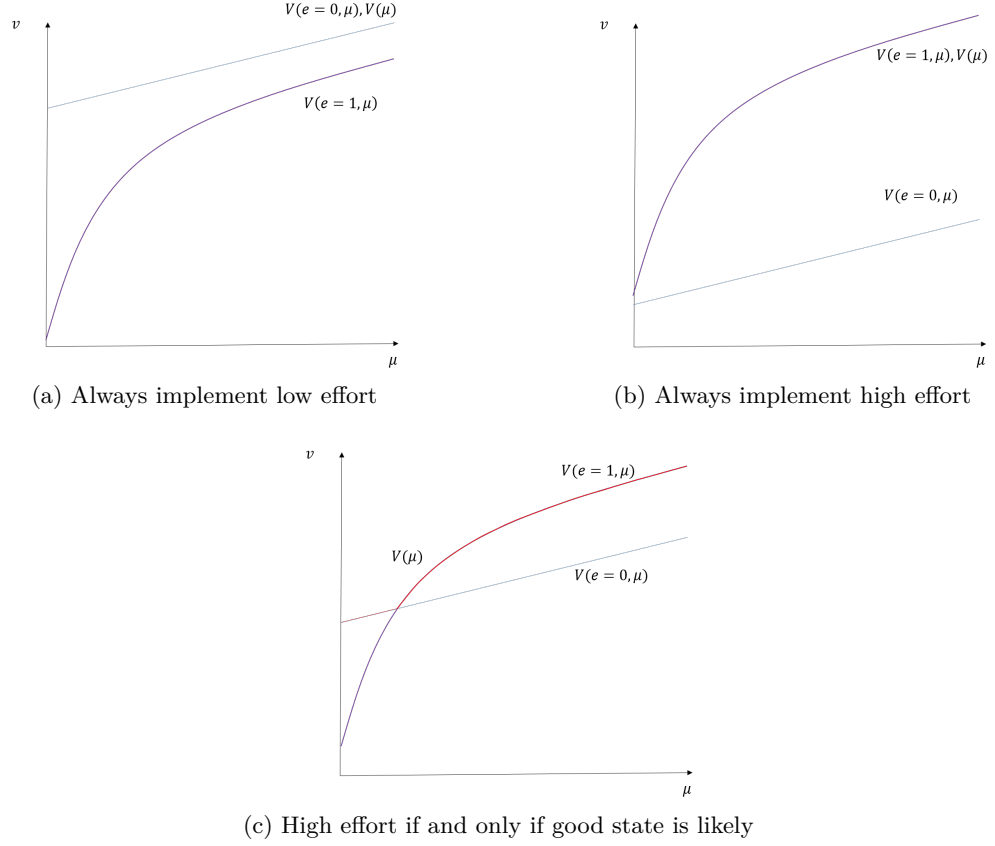 v
V(e = 0, μ), V(μ)
V(e = 1, μ)
μ
(a) Always implement low effort
v
V(e = 1, μ), V(μ)
V(e = 0, μ)
μ
(b) Always implement high effort
v
V(e = 1, μ)
V(μ)
V(e = 0, μ)
μ
(c) High effort if and only if good state is likely